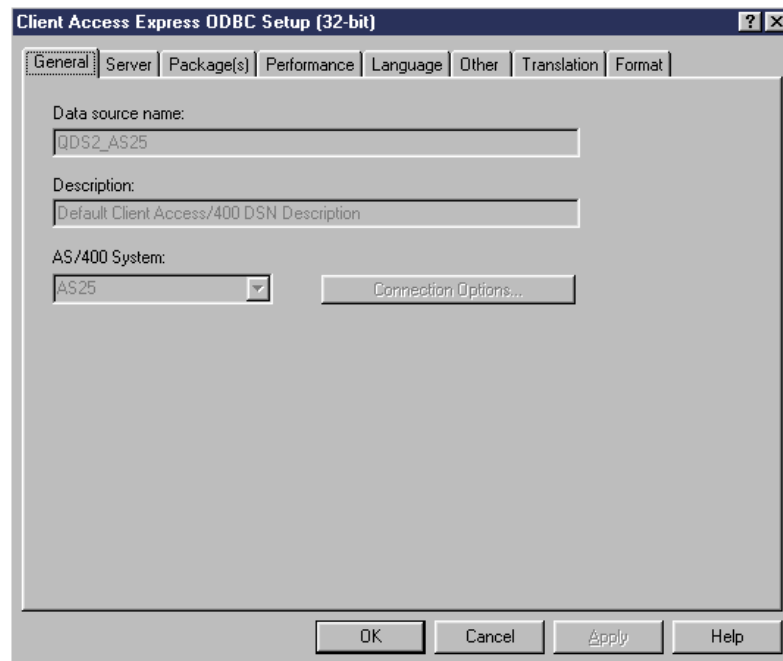 Client Access Express ODBC Setup (32-bit)
General Server Package(s) Performance Language Other Translation Format
Data source name:
QDS2_AS25
Description:
Default Client Access/400 DSN Description
AS/400 System:
AS25
Connection Options...
OK Cancel Apply Help